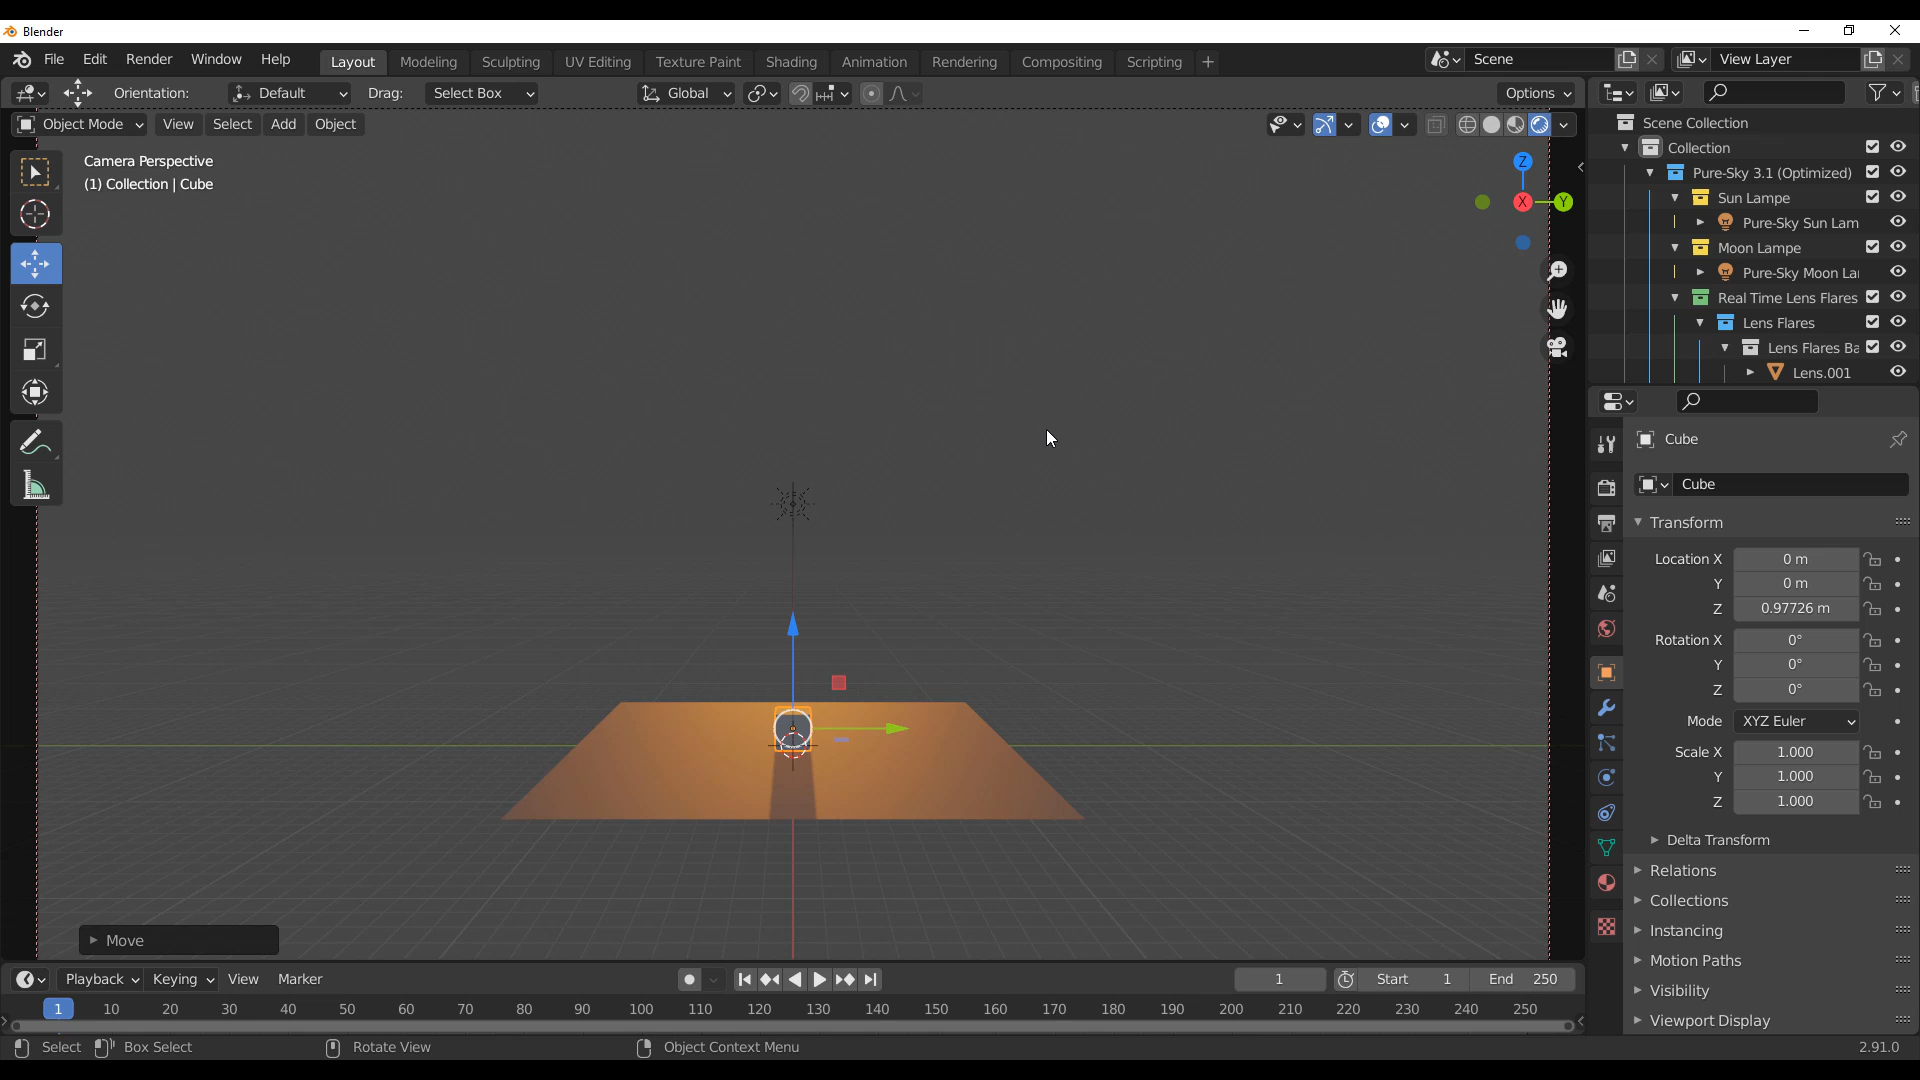 Blender
File Edit Render Window Help Layout Modeling Sculpting UV Editing Texture Paint Shading Animation Rendering Compositing Scripting + Scene View Layer
Orientation: Default Drag: Select Box Global Options
Object Mode View Select Add Object
Camera Perspective
(1) Collection | Cube
Z
X
Y
Move
Scene Collection
Collection
Pure-Sky 3.1 (Optimized)
Sun Lampe
Pure-Sky Sun Lam
Moon Lampe
Pure-Sky Moon La
Real Time Lens Flares
Lens Flares
Lens Flares Ba
Lens.001
Cube
Cube
Transform
Location X 0 m
Y 0 m
Z 0.97726 m
Rotation X 0°
Y 0°
Z 0°
Mode XYZ Euler
Scale X 1.000
Y 1.000
Z 1.000
Delta Transform
Relations
Collections
Instancing
Motion Paths
Visibility
Viewport Display
Playback Keying View Marker 1 Start 1 End 250
1 10 20 30 40 50 60 70 80 90 100 110 120 130 140 150 160 170 180 190 200 210 220 230 240 250
Select Box Select Rotate View Object Context Menu 2.91.0